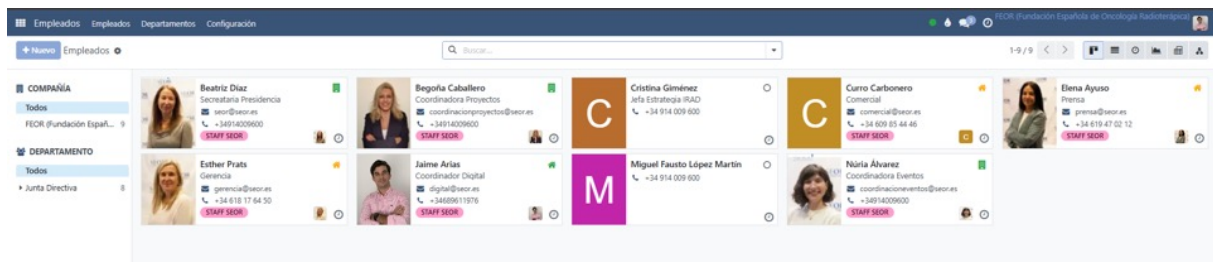 Empleados Empleados Departamentos Configuración FEOR (Fundación Española de Oncología Radioterápica)
+ Nuevo Empleados Buscar... 1-9 / 9
COMPAÑÍA
Todos
FEOR (Fundación Españ... 9
DEPARTAMENTO
Todos
Junta Directiva 8
Beatriz Díaz
Secreataria Presidencia
seor@seor.es
+34914009600
STAFF SEOR
Begoña Caballero
Coordinadora Proyectos
coordinacionproyectos@seor.es
+34914009600
STAFF SEOR
C
Cristina Giménez
Jefa Estrategia IRAD
+34 914 009 600
C
Curro Carbonero
Comercial
comercial@seor.es
+34 609 85 44 46
STAFF SEOR
C
Elena Ayuso
Prensa
prensa@seor.es
+34 619 47 02 12
STAFF SEOR
Esther Prats
Gerencia
gerencia@seor.es
+34 618 17 64 50
STAFF SEOR
Jaime Arias
Coordinador Digital
digital@seor.es
+34689611976
STAFF SEOR
M
Miguel Fausto López Martín
+34 914 009 600
Núria Álvarez
Coordinadora Eventos
coordinacioneventos@seor.es
+34914009600
STAFF SEOR